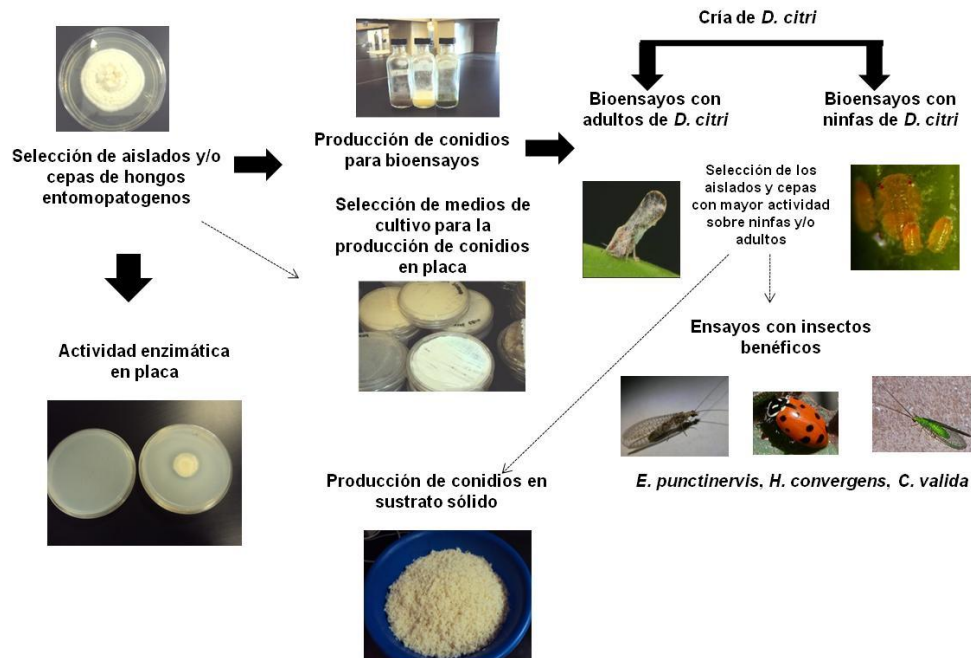 Cría de D. citri
Selección de aislados y/o
cepas de hongos
entomopatogenos
Producción de conidios
para bioensayos
Bioensayos con
adultos de D. citri
Bioensayos con
ninfas de D. citri
Selección de medios de
cultivo para la
producción de conidios
en placa
Selección de los
aislados y cepas
con mayor actividad
sobre ninfas y/o
adultos
Actividad enzimática
en placa
Ensayos con insectos
benéficos
E. punctinervis, H. convergens, C. valida
Producción de conidios en
sustrato sólido